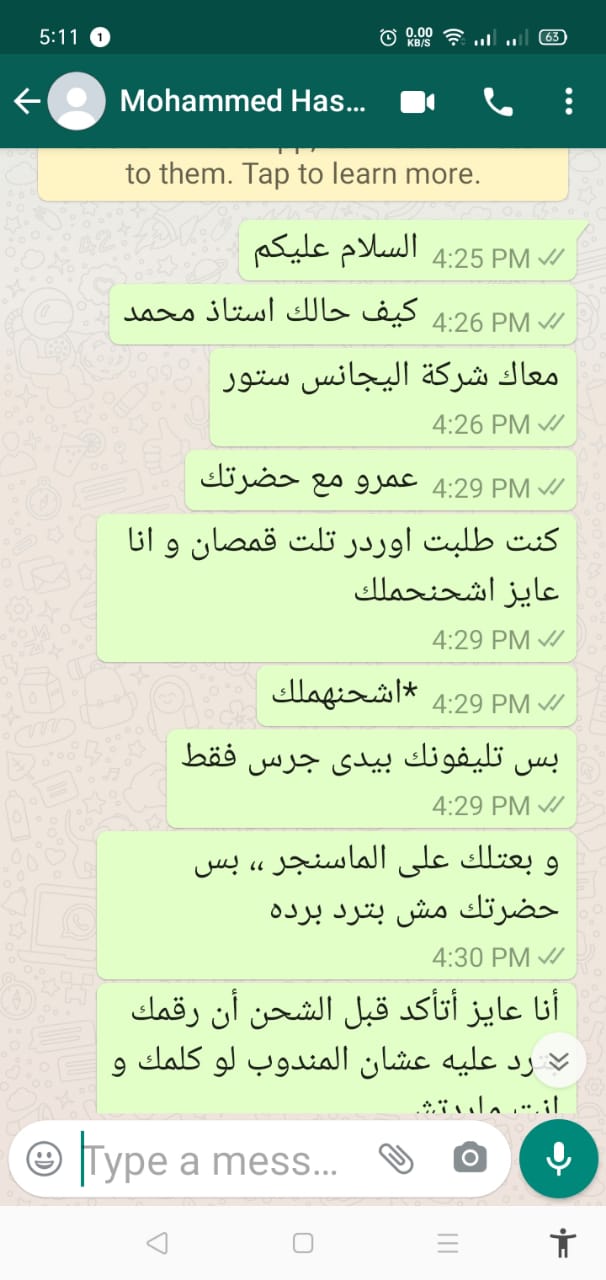 5:11 1 0.00 KB/S 63
Mohammed Has...
to them. Tap to learn more.
السلام عليكم
4:25 PM
كيف حالك استاذ محمد
4:26 PM
معاك شركة اليجانس ستور
4:26 PM
عمرو مع حضرتك
4:29 PM
كنت طلبت اوردر تلت قمصان و انا
عايز اشحنحملك
4:29 PM
*اشحنهملك
4:29 PM
بس تليفونك بيدى جرس فقط
4:29 PM
و بعتلك على الماسنجر ،، بس
حضرتك مش بترد برده
4:30 PM
أنا عايز أتأكد قبل الشحن أن رقمك
عليه عشان المندوب لو كلمك و
Type a mess...